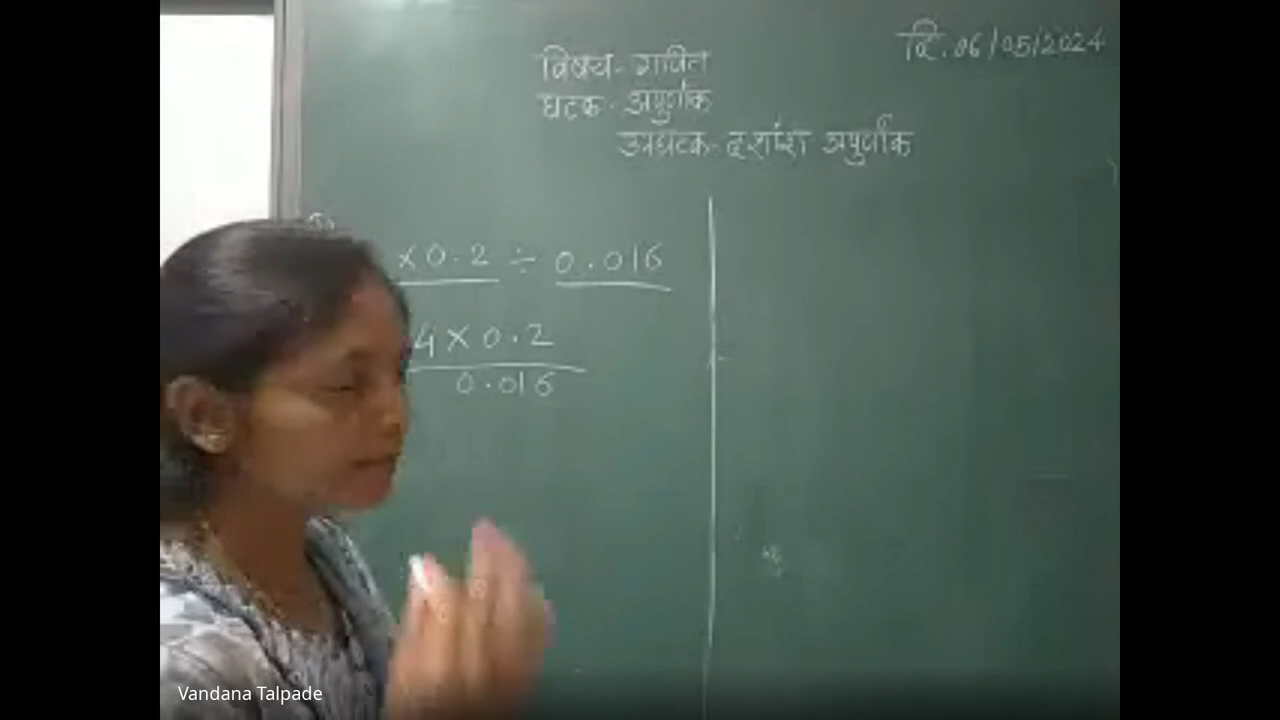 दि. 06/05/2024
विषय- गणित
घटक- अपुर्णांक
उपघटक- दशांश अपुर्णांक
x 0.2 ÷ 0.016
4 x 0.2
0.016
Vandana Talpade